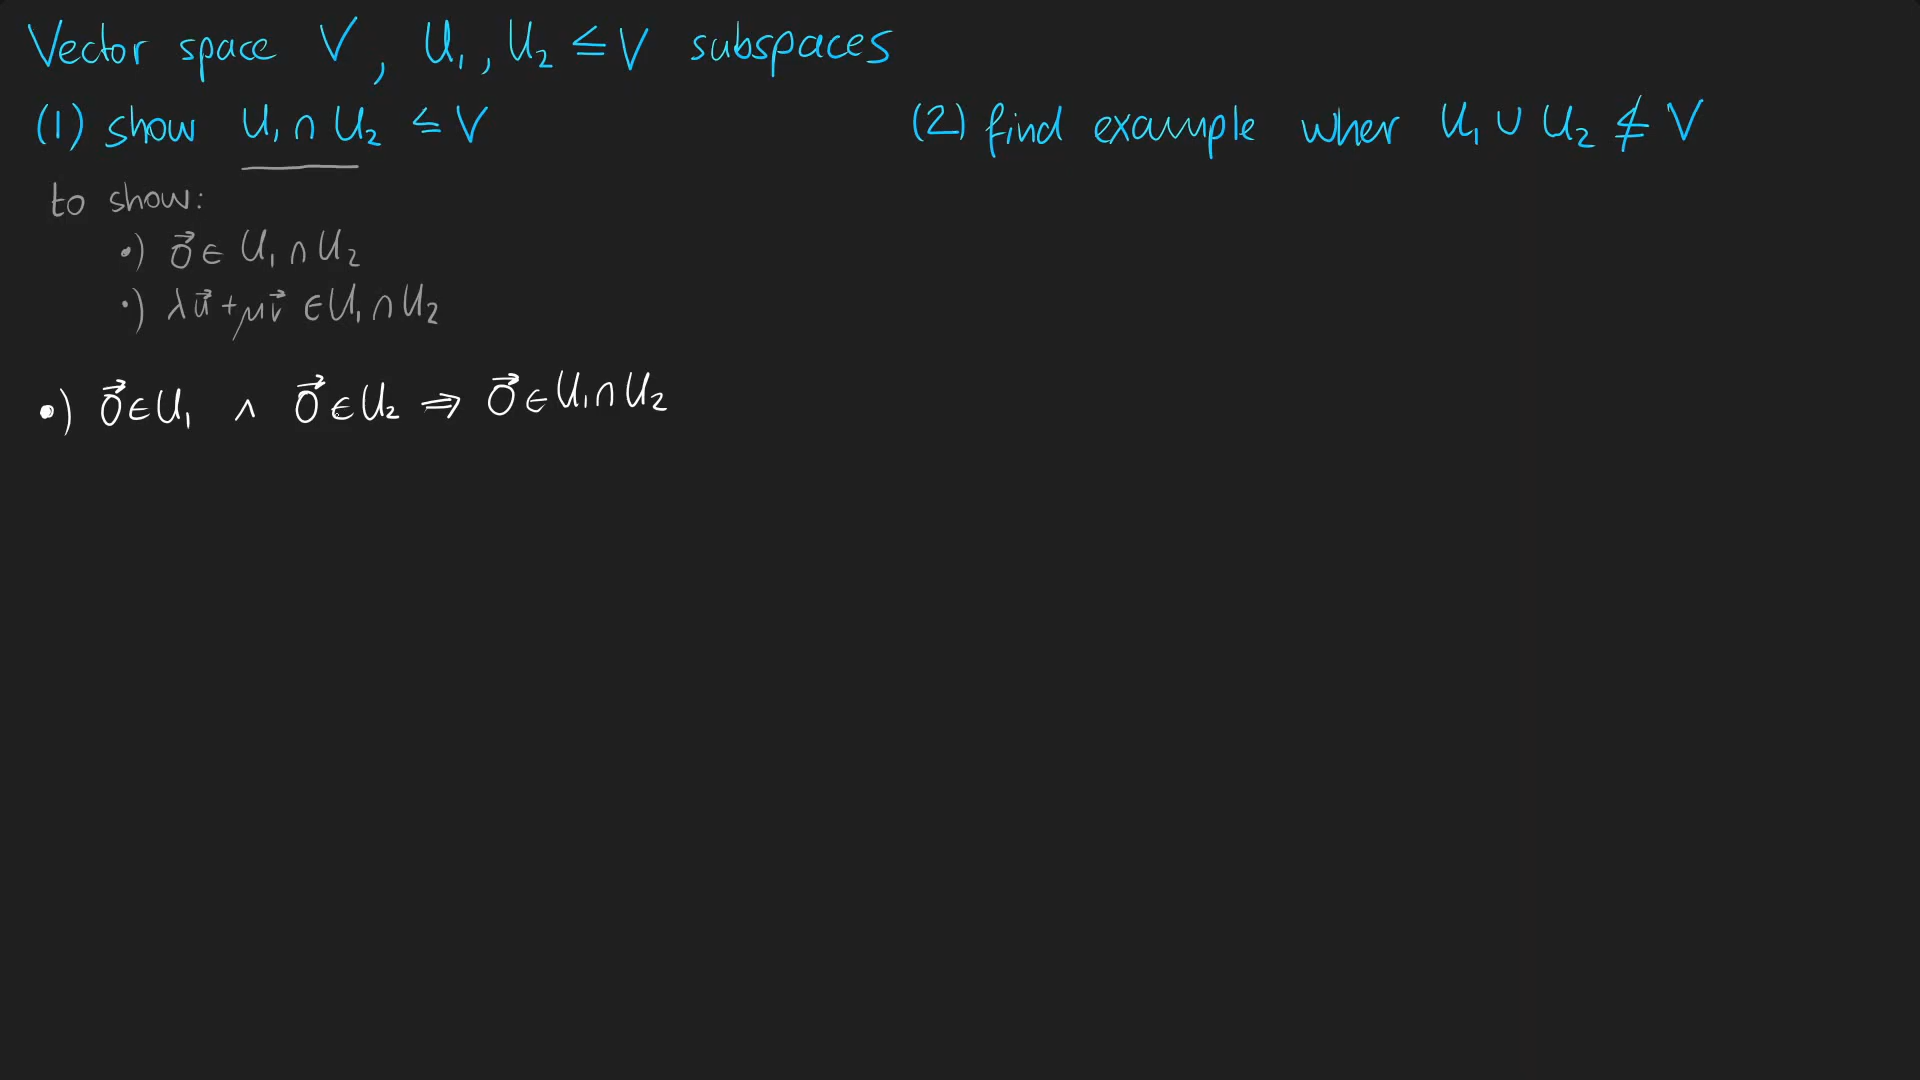 Vector space V, U₁, U₂ ≤ V subspaces
(1) show U₁ ∩ U₂ ≤ V
to show:
•) 0⃗ ∈ U₁ ∩ U₂
•) λu⃗ + μv⃗ ∈ U₁ ∩ U₂
•) 0⃗ ∈ U₁ ∧ 0⃗ ∈ U₂ ⇒ 0⃗ ∈ U₁ ∩ U₂
(2) find example wher U₁ ∪ U₂ ≰ V